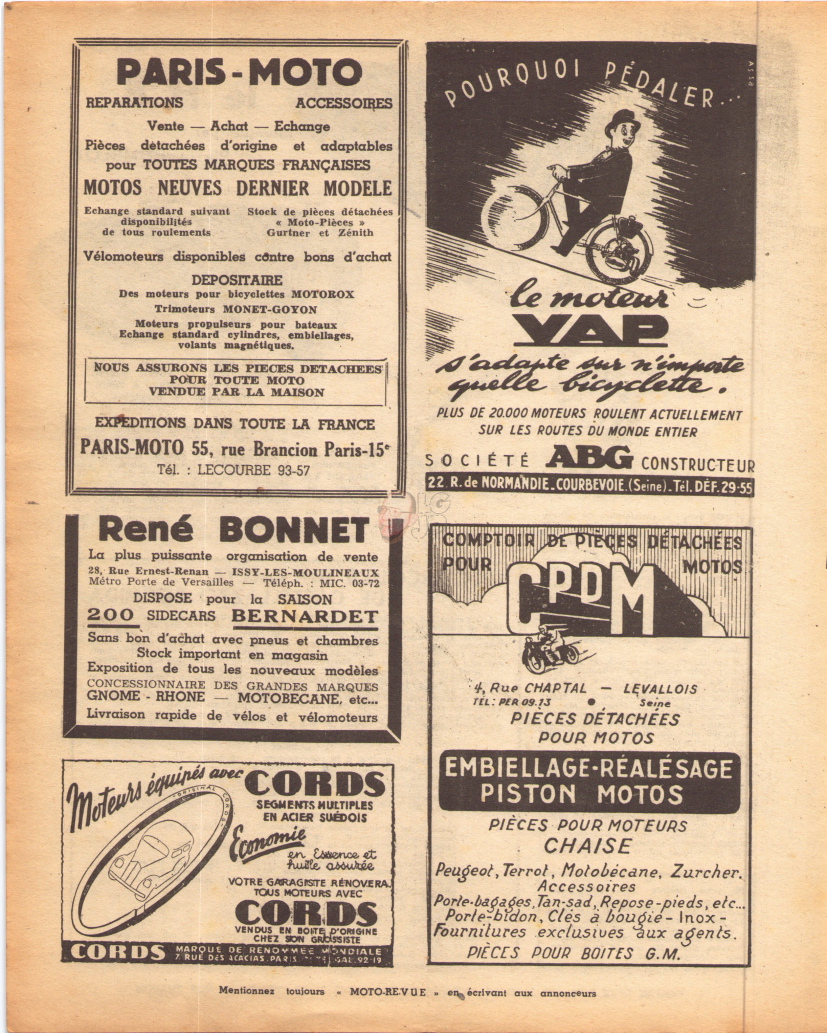 PARIS-MOTO
REPARATIONS ACCESSOIRES
Vente — Achat — Echange
Pièces détachées d'origine et adaptables
pour TOUTES MARQUES FRANÇAISES
MOTOS NEUVES DERNIER MODELE
Echange standard suivant
disponibilités
de tous roulements
Stock de pièces détachées
« Moto-Pièces »
Gurtner et Zénith
Vélomoteurs disponibles contre bons d'achat
DEPOSITAIRE
Des moteurs pour bicyclettes MOTOROX
Trimoteurs MONET-GOYON
Moteurs propulseurs pour bateaux
Echange standard cylindres, embiellages,
volants magnétiques.
NOUS ASSURONS LES PIECES DETACHEES
POUR TOUTE MOTO
VENDUE PAR LA MAISON
EXPEDITIONS DANS TOUTE LA FRANCE
PARIS-MOTO 55, rue Brancion Paris-15e
Tél. : LECOURBE 93-57
POURQUOI PÉDALER...
le moteur
VAP
s'adapte sur n'importe
quelle bicyclette.
PLUS DE 20.000 MOTEURS ROULENT ACTUELLEMENT
SUR LES ROUTES DU MONDE ENTIER
SOCIÉTÉ ABG CONSTRUCTEUR
22 R. de NORMANDIE_COURBEVOIE.(Seine)_Tél. DÉF. 29-55
René BONNET
La plus puissante organisation de vente
28, Rue Ernest-Renan — ISSY-LES-MOULINEAUX
Métro Porte de Versailles — Téléph. : MIC. 03-72
DISPOSE pour la SAISON
200 SIDECARS BERNARDET
Sans bon d'achat avec pneus et chambres
Stock important en magasin
Exposition de tous les nouveaux modèles
CONCESSIONNAIRE DES GRANDES MARQUES
GNOME - RHONE — MOTOBECANE, etc...
Livraison rapide de vélos et vélomoteurs
COMPTOIR DE PIÈCES DÉTACHÉES
POUR MOTOS
CPDM
4, Rue CHAPTAL — LEVALLOIS
TÉL: PER 09.13 ● Seine
PIÈCES DÉTACHÉES
POUR MOTOS
EMBIELLAGE-RÉALÉSAGE
PISTON MOTOS
PIÈCES POUR MOTEURS
CHAISE
Peugeot, Terrot, Motobécane, Zurcher.
Accessoires
Porte-bagages, Tan-sad, Repose-pieds, etc...
Porte-bidon, Clés à bougie - Inox -
Fournitures exclusives aux agents.
PIÈCES POUR BOITES G.M.
Moteurs équipés avec CORDS
ORIGINAL CORDS
SEGMENTS MULTIPLES
EN ACIER SUÉDOIS
Économie
en Essence et
huile assurée
VOTRE GARAGISTE RÉNOVERA
TOUS MOTEURS AVEC
CORDS
VENDUS EN BOITE D'ORIGINE
CHEZ SON GROSSISTE
CORDS MARQUE DE RENOMMÉE MONDIALE
7 RUE DES ACACIAS. PARIS GAL. 92-19
Mentionnez toujours « MOTO-REVUE » en écrivant aux annonceurs